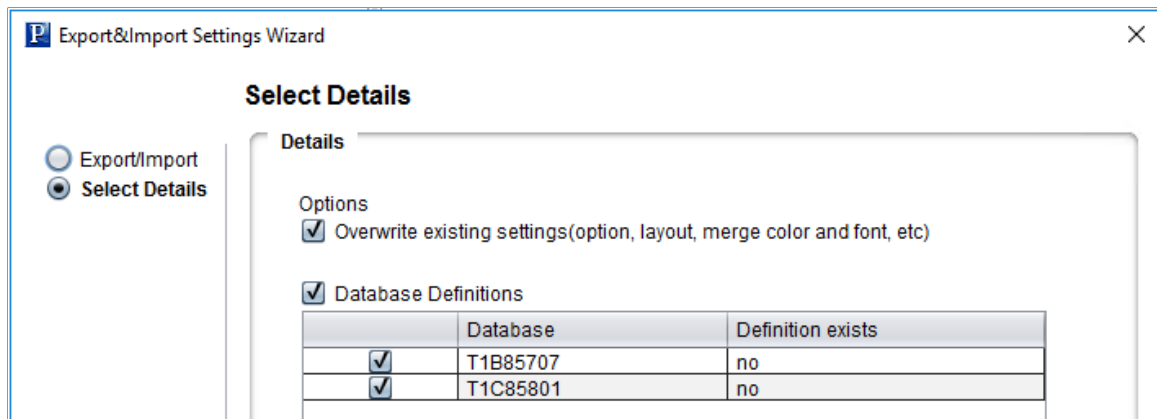 P Export&Import Settings Wizard
Select Details
Export/Import
Select Details
Details
Options
Overwrite existing settings(option, layout, merge color and font, etc)
Database Definitions
Database Definition exists
T1B85707 no
T1C85801 no